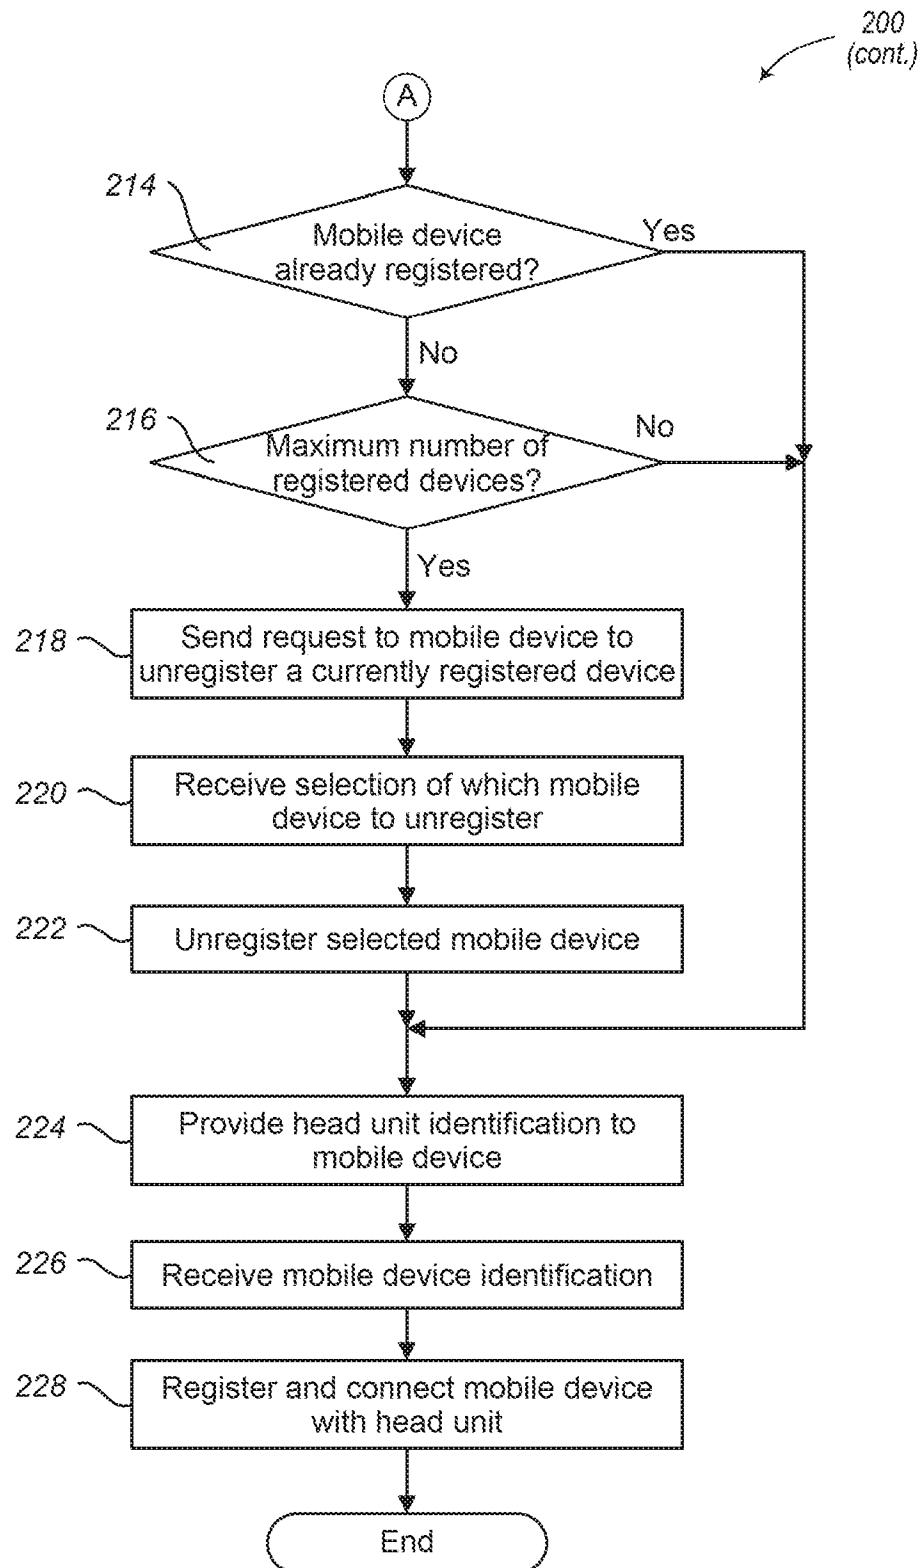 200
(cont.)
A
214
Mobile device
already registered?
Yes
No
216
Maximum number of
registered devices?
No
Yes
218
Send request to mobile device to
unregister a currently registered device
220
Receive selection of which mobile
device to unregister
222
Unregister selected mobile device
224
Provide head unit identification to
mobile device
226
Receive mobile device identification
228
Register and connect mobile device
with head unit
End